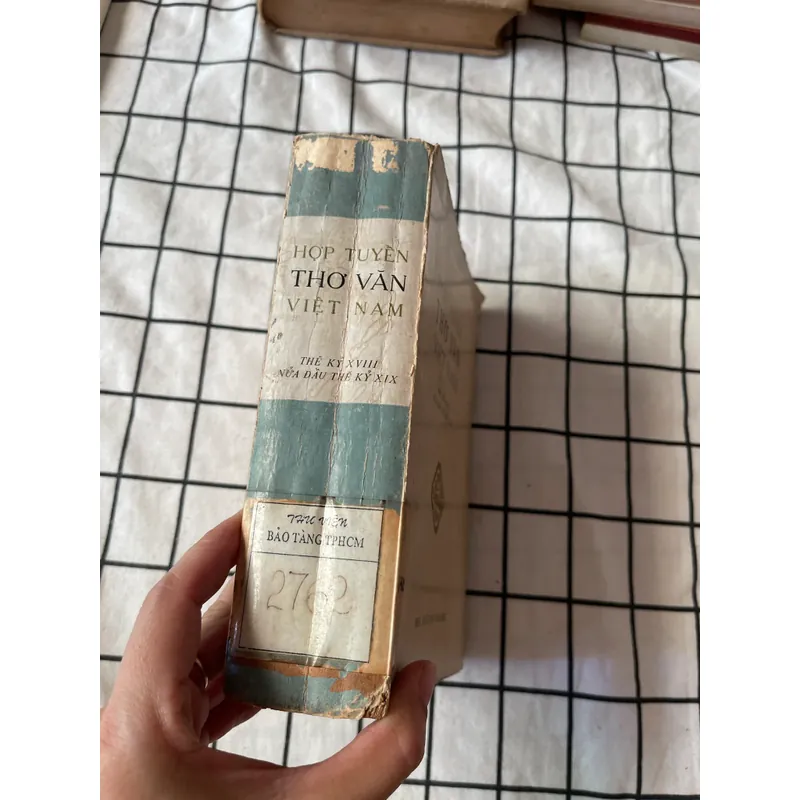 HỢP TUYỂN
THƠ VĂN
VIỆT NAM
THẾ KỶ XVIII
NỬA ĐẦU THẾ KỶ XIX
THƯ VIỆN
BẢO TÀNG TPHCM
2762